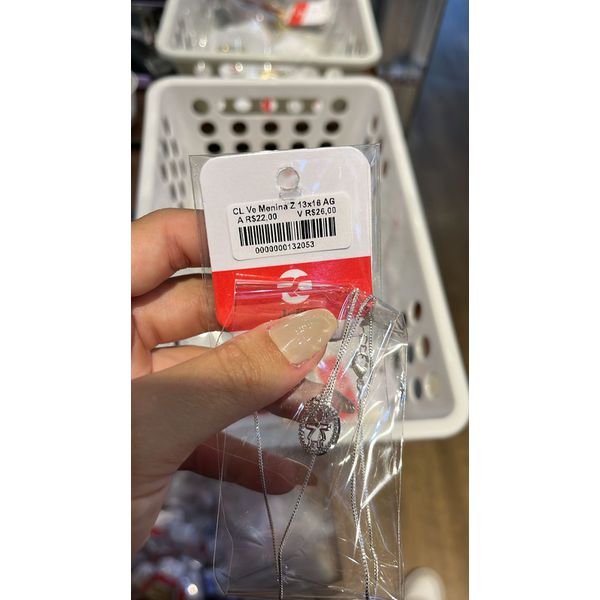 CL Ve Menina Z 13x16 AG
A R$22,00 V R$26,00
0000000132053